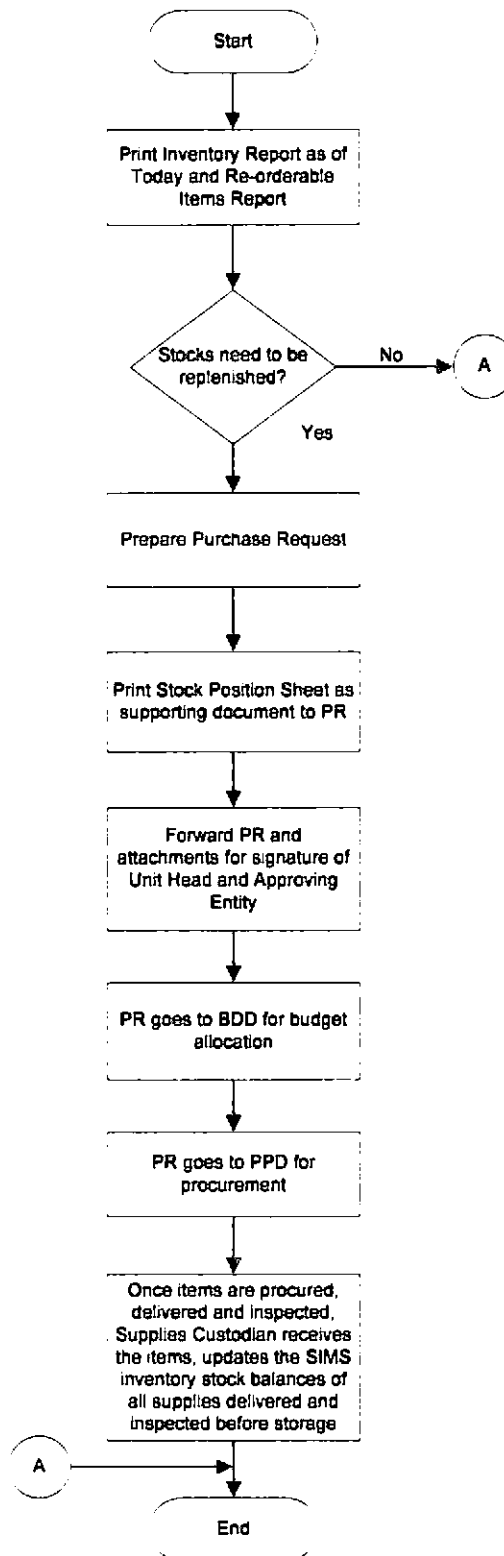 Start
Print Inventory Report as of
Today and Re-orderable
Items Report
Stocks need to be
replenished?
No
A
Yes
Prepare Purchase Request
Print Stock Position Sheet as
supporting document to PR
Forward PR and
attachments for signature of
Unit Head and Approving
Entity
PR goes to BDD for budget
allocation
PR goes to PPD for
procurement
Once items are procured,
delivered and inspected,
Supplies Custodian receives
the items, updates the SIMS
inventory stock balances of
all supplies delivered and
inspected before storage
A
End